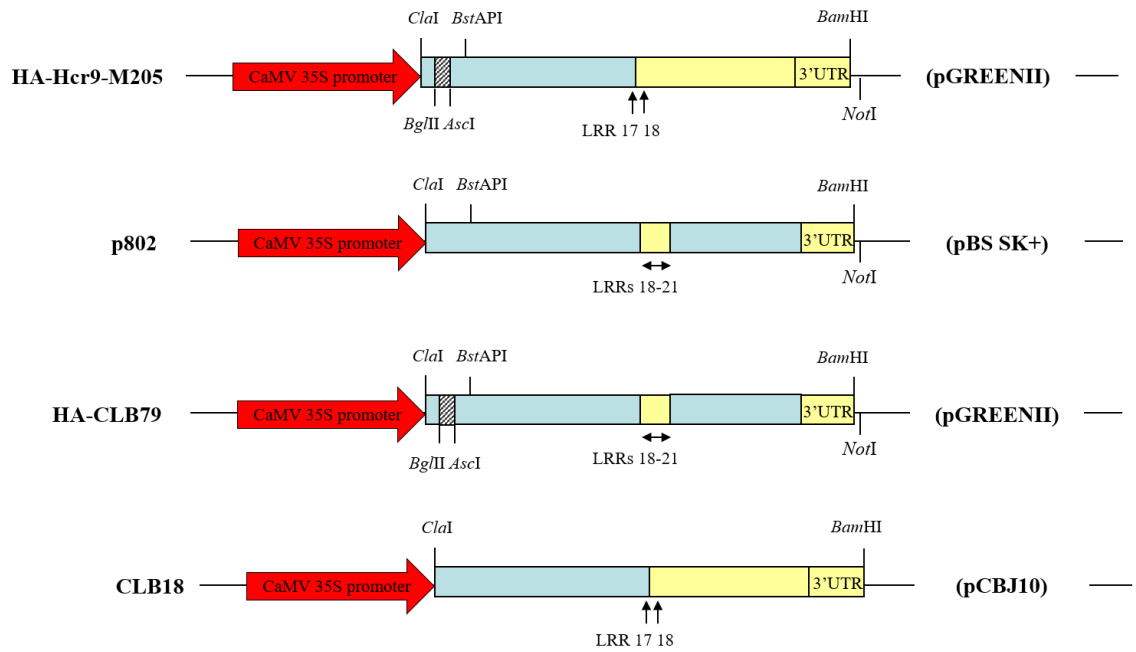 ClaI BstAPI BamHI
HA-Hcr9-M205 CaMV 35S promoter 3’UTR (pGREENII)
BglII AscI LRR 17 18 NotI
ClaI BstAPI BamHI
p802 CaMV 35S promoter 3’UTR (pBS SK+)
LRRs 18-21 NotI
ClaI BstAPI BamHI
HA-CLB79 CaMV 35S promoter 3’UTR (pGREENII)
BglII AscI LRRs 18-21 NotI
ClaI BamHI
CLB18 CaMV 35S promoter 3’UTR (pCBJ10)
LRR 17 18